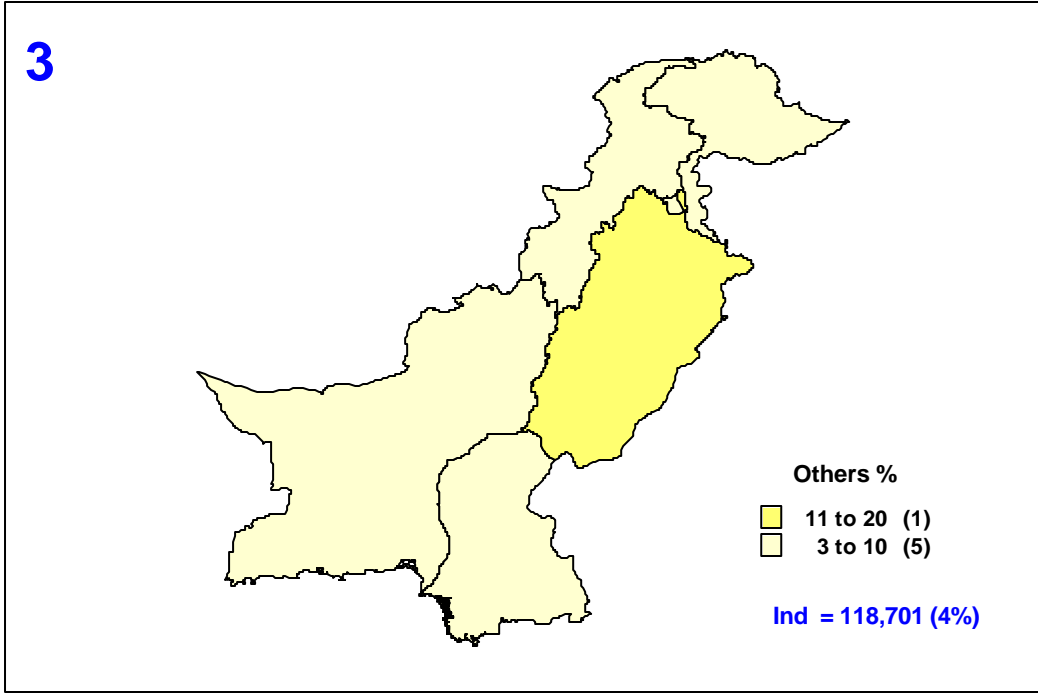 3
Others %
11 to 20 (1)
3 to 10 (5)
Ind = 118,701 (4%)